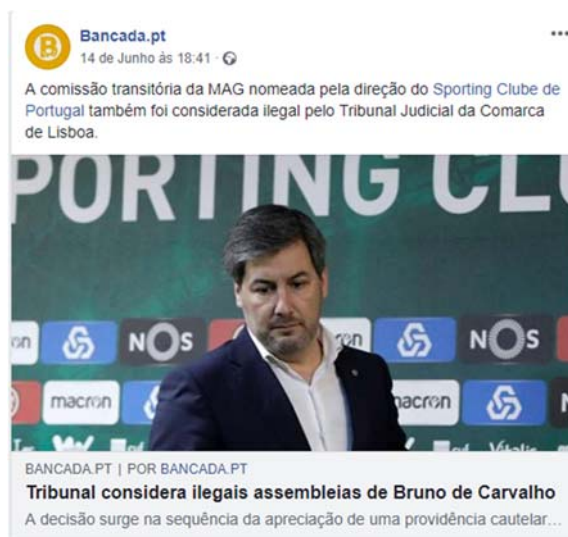 Bancada.pt
14 de Junho às 18:41
A comissão transitória da MAG nomeada pela direção do Sporting Clube de
Portugal também foi considerada ilegal pelo Tribunal Judicial da Comarca
de Lisboa.
PORTING CL
NOS
NOS
macron
macron
Vitalis
BANCADA.PT | POR BANCADA.PT
Tribunal considera ilegais assembleias de Bruno de Carvalho
A decisão surge na sequência da apreciação de uma providência cautelar...